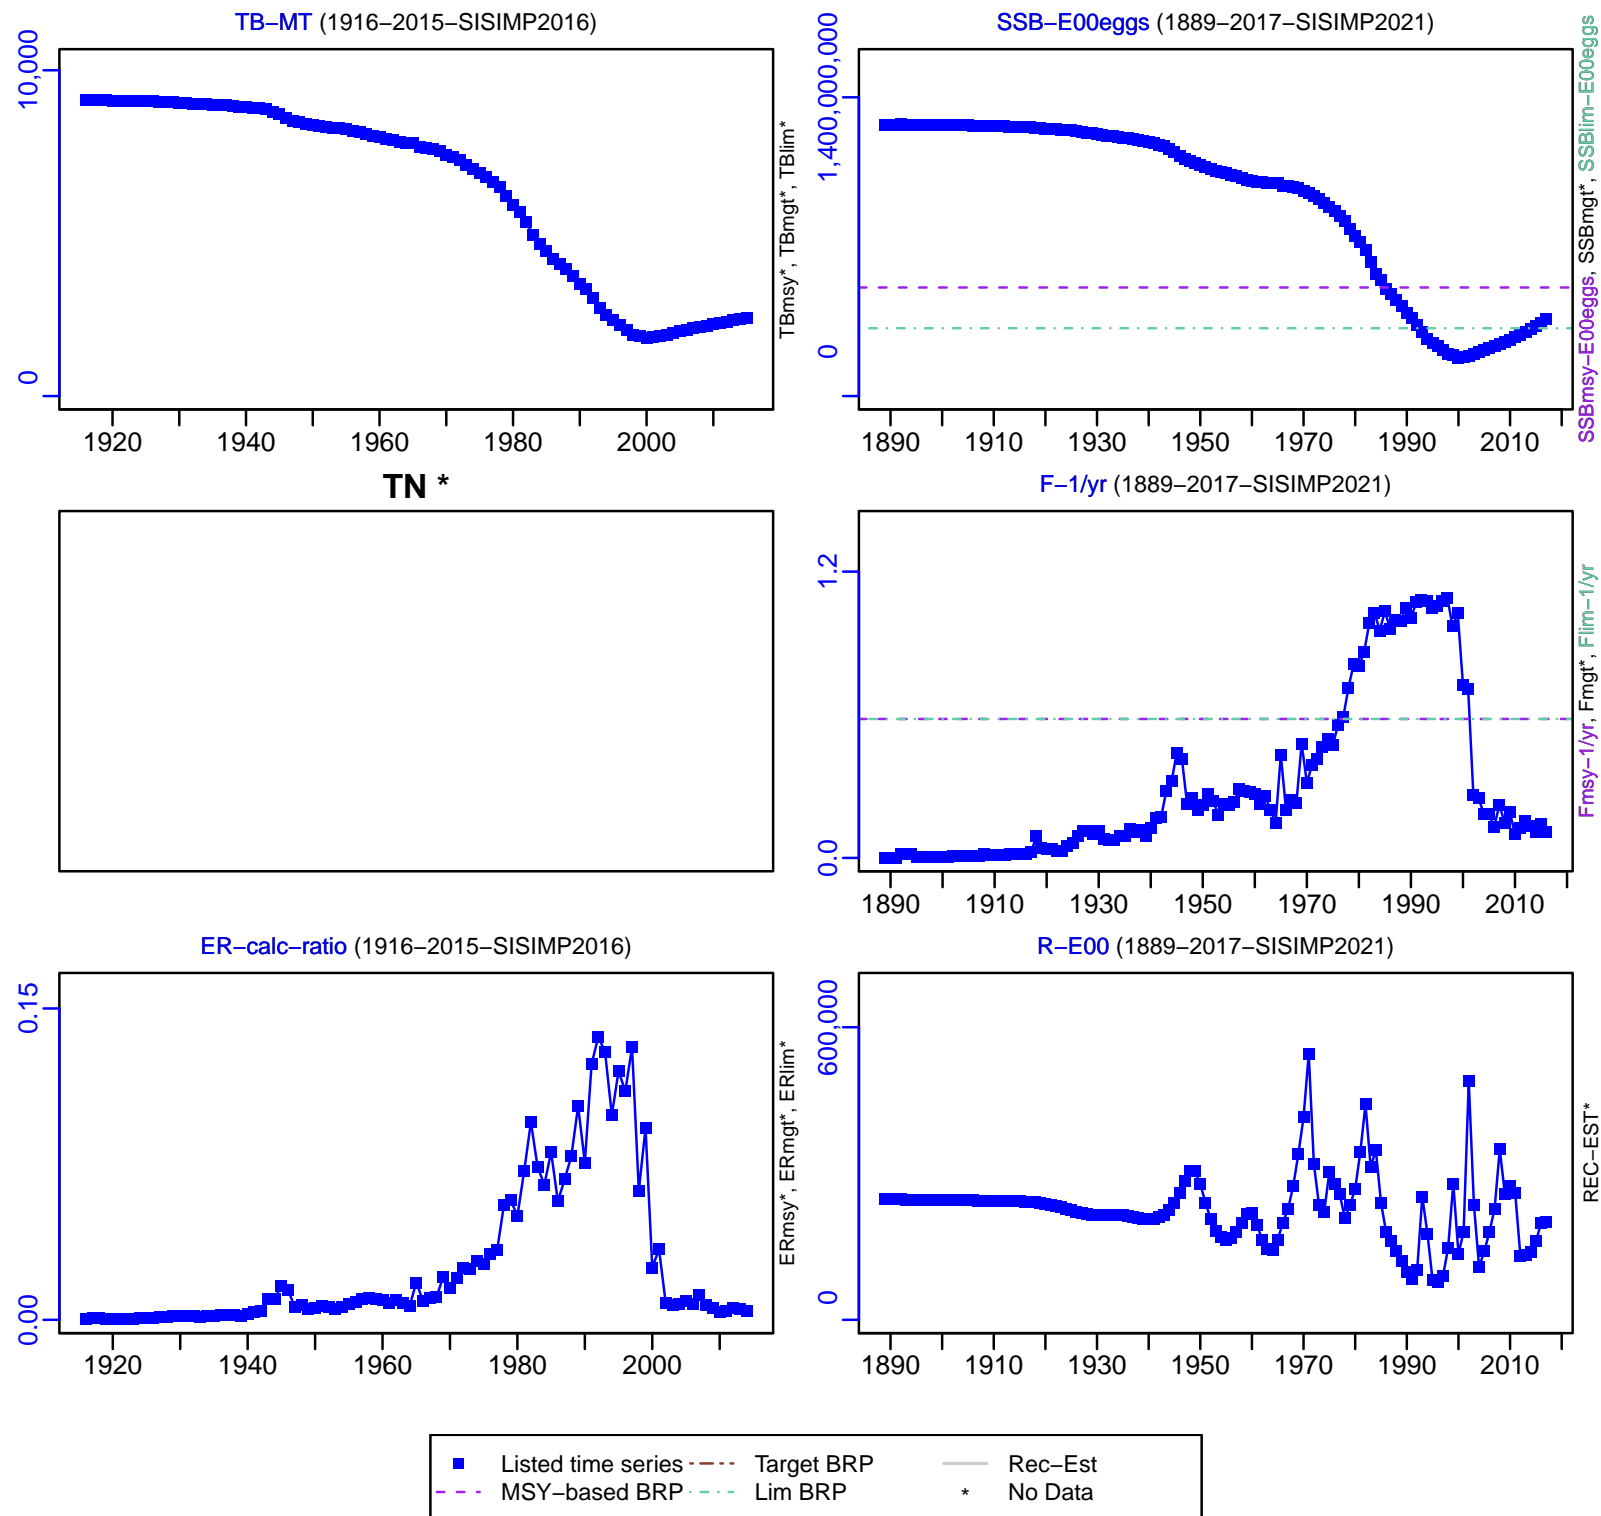 TB−MT (1916−2015−SISIMP2016)
10,000
0
1920 1940 1960 1980 2000
TBmsy*, TBmgt*, TBlim*
SSB−E00eggs (1889−2017−SISIMP2021)
1,400,000,000
0
1890 1910 1930 1950 1970 1990 2010
SSBmsy−E00eggs, SSBmgt*, SSBlim−E00eggs
TN *
F−1/yr (1889−2017−SISIMP2021)
1.2
0.0
1890 1910 1930 1950 1970 1990 2010
Fmsy−1/yr, Fmgt*, Flim−1/yr
ER−calc−ratio (1916−2015−SISIMP2016)
0.15
0.00
1920 1940 1960 1980 2000
ERmsy*, ERmgt*, ERlim*
R−E00 (1889−2017−SISIMP2021)
600,000
0
1890 1910 1930 1950 1970 1990 2010
REC−EST*
Listed time series Target BRP Rec−Est
MSY−based BRP Lim BRP * No Data